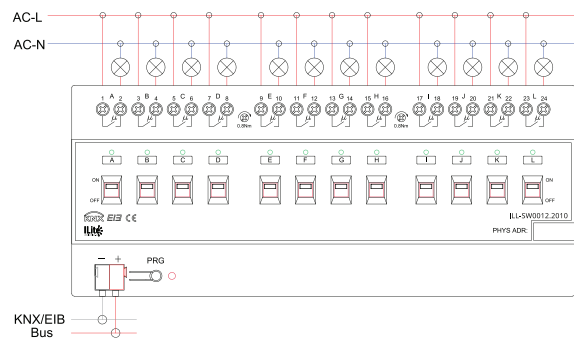 AC-L
AC-N
A B C D E F G H I J K L
1 2 3 4 5 6 7 8 9 10 11 12 13 14 15 16 17 18 19 20 21 22 23 24
0.8Nm 0.8Nm
A B C D E F G H I J K L
ON ON
OFF OFF
KNX EIB CE
ILL-SW0012.2010
ILite
PHYS ADR:
− + PRG
KNX/EIB
Bus